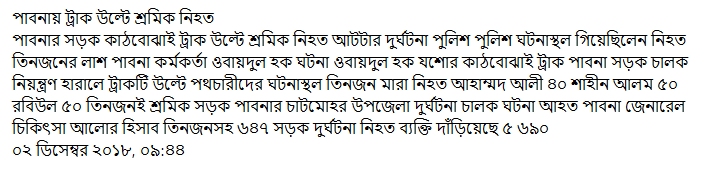 পাবনায় ট্রাক উল্টে শ্রমিক নিহত
পাবনার সড়ক কাঠবোঝাই ট্রাক উল্টে শ্রমিক নিহত আটটার দুর্ঘটনা পুলিশ পুলিশ ঘটনাস্থল গিয়েছিলেন নিহত
তিনজনের লাশ পাবনা কর্মকর্তা ওবায়দুল হক ঘটনা ওবায়দুল হক যশোর কাঠবোঝাই ট্রাক পাবনা সড়ক চালক
নিয়ন্ত্রণ হারালে ট্রাকটি উল্টে পথচারীদের ঘটনাস্থল তিনজন মারা নিহত আহাম্মদ আলী ৪০ শাহীন আলম ৫০
রবিউল ৫০ তিনজনই শ্রমিক সড়ক পাবনার চাটমোহর উপজেলা দুর্ঘটনা চালক ঘটনা আহত পাবনা জেনারেল
চিকিৎসা আলোর হিসাব তিনজনসহ ৬৪৭ সড়ক দুর্ঘটনা নিহত ব্যক্তি দাঁড়িয়েছে ৫ ৬৯০
০২ ডিসেম্বর ২০১৮, ০৯:৪৪